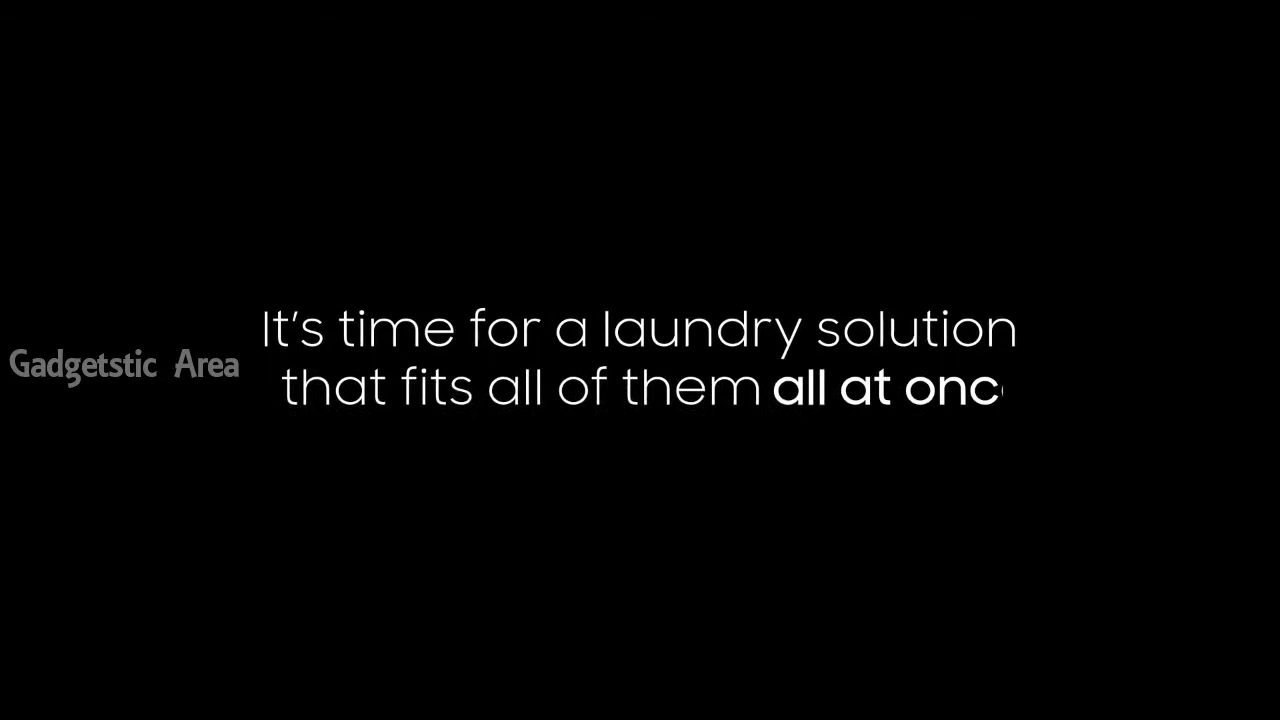 It's time for a laundry solution
that fits all of them all at onc
Gadgetstic Area